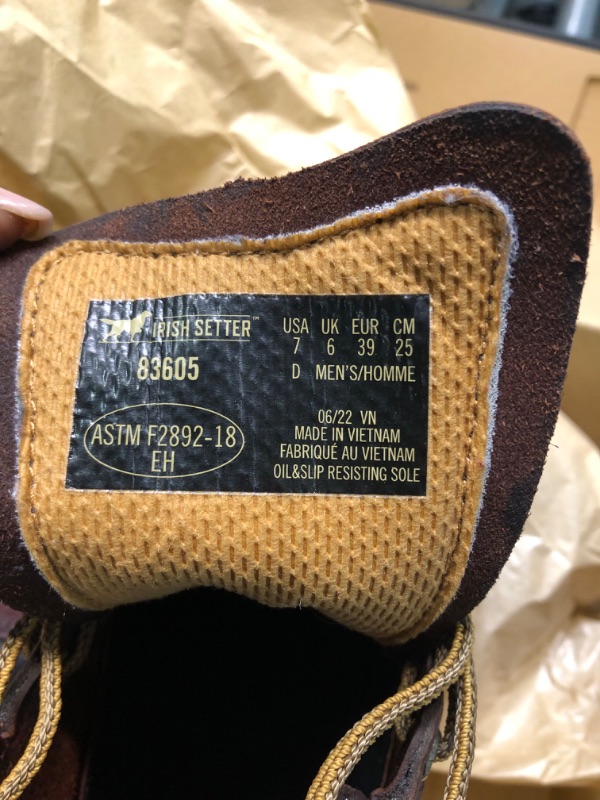 IRISH SETTER™
83605
ASTM F2892-18
EH
USA UK EUR CM
7 6 39 25
D MEN'S/HOMME
06/22 VN
MADE IN VIETNAM
FABRIQUÉ AU VIETNAM
OIL&SLIP RESISTING SOLE